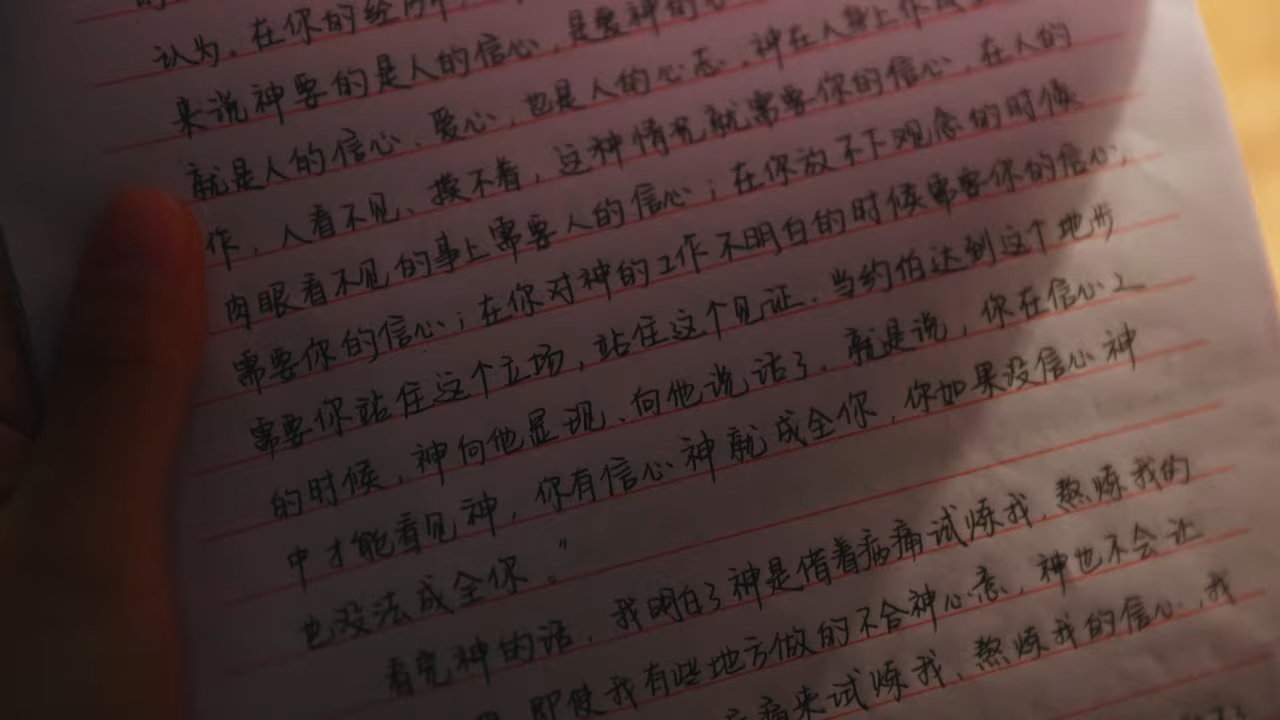 认为，在你的经历中，
来说神要的是人的信心，是要神的
就是人的信心、爱心，也是人的心态。神在人身上作
作，人看不见、摸不着，这种情况就需要你的信心。在人的
肉眼看不见的事上需要人的信心；在你放不下观念的时候
需要你的信心；在你对神的工作不明白的时候需要你的信心，
需要你站住这个立场，站住这个见证。当约伯达到这个地步
的时候，神向他显现、向他说话了。就是说，你在信心之
中才能看见神，你有信心神就成全你，你如果没信心神
也没法成全你。”
看完神的话，我明白了神是借着病痛试炼我，熬炼我的
即使我有些地方做的不合神心意，神也不会让
病痛来试炼我，熬炼我的信心，我